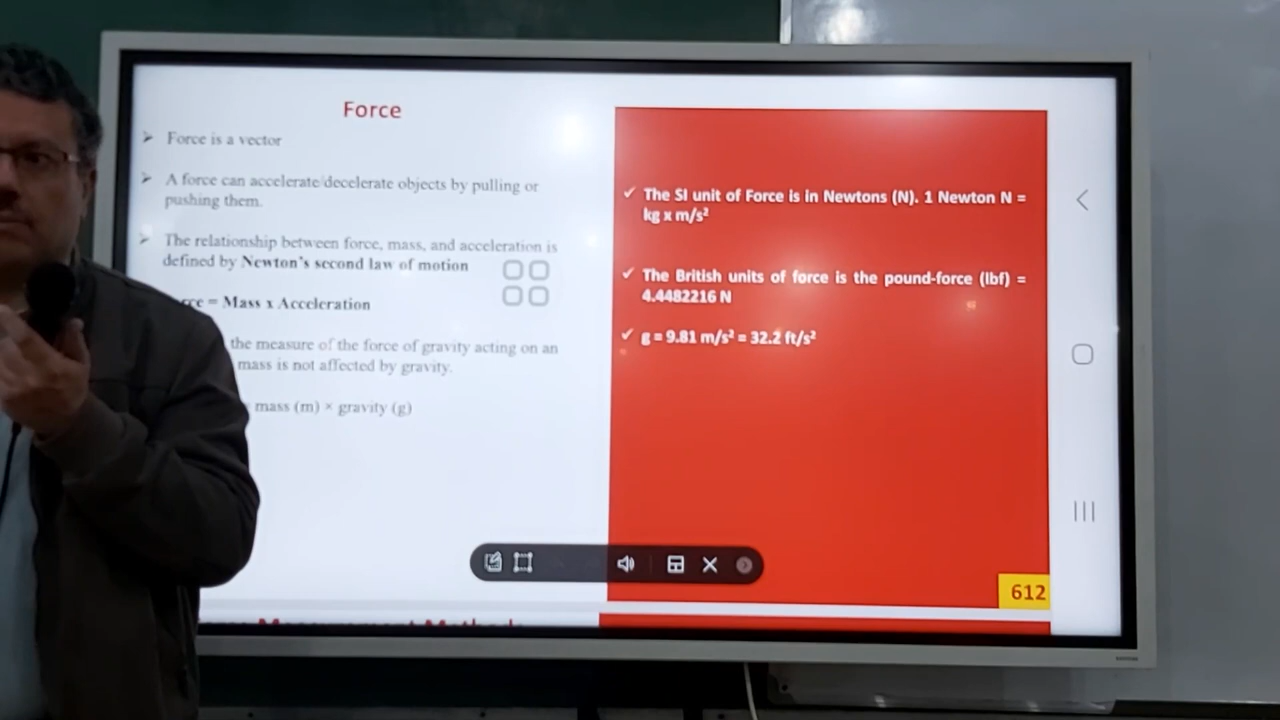 Force
➢ Force is a vector
➢ A force can accelerate/decelerate objects by pulling or
pushing them.
➢ The relationship between force, mass, and acceleration is
defined by Newton's second law of motion
= Mass x Acceleration
the measure of the force of gravity acting on an
mass is not affected by gravity.
mass (m) × gravity (g)
✓ The SI unit of Force is in Newtons (N). 1 Newton N =
kg x m/s²
✓ The British units of force is the pound-force (lbf) =
4.4482216 N
✓ g = 9.81 m/s² = 32.2 ft/s²
612